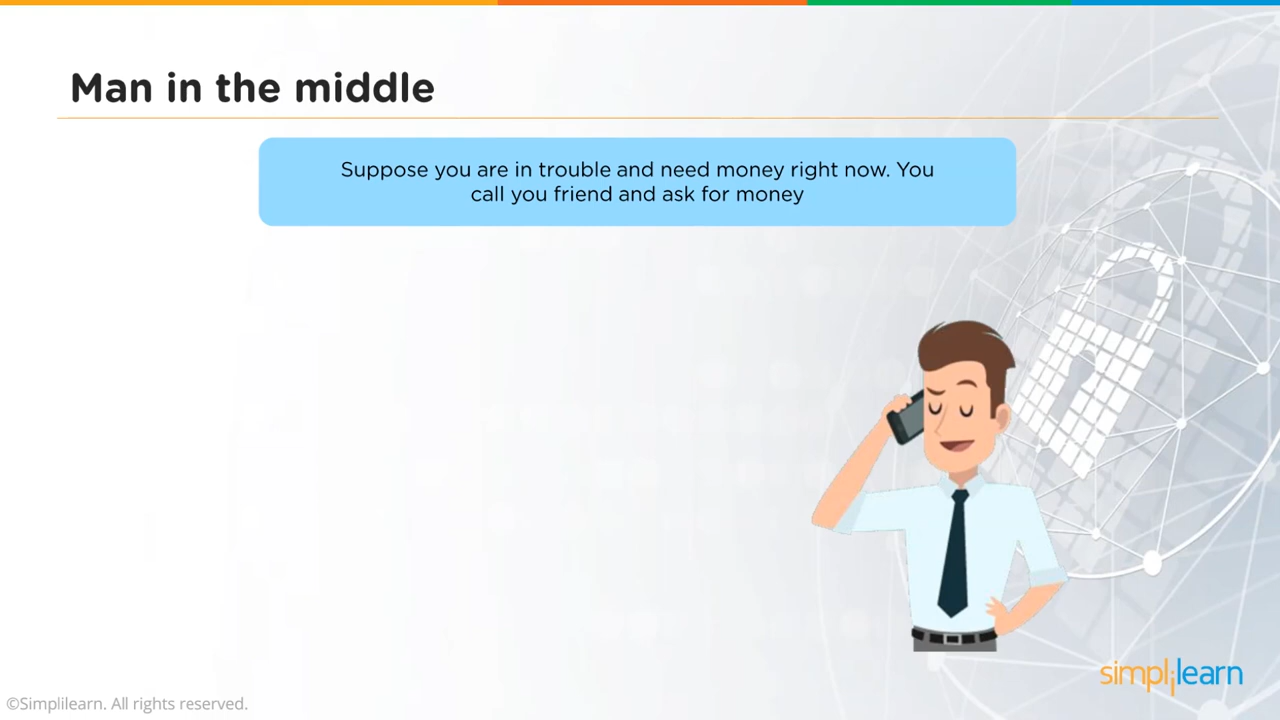 Man in the middle
Suppose you are in trouble and need money right now. You
call you friend and ask for money
simplilearn
©Simplilearn. All rights reserved.